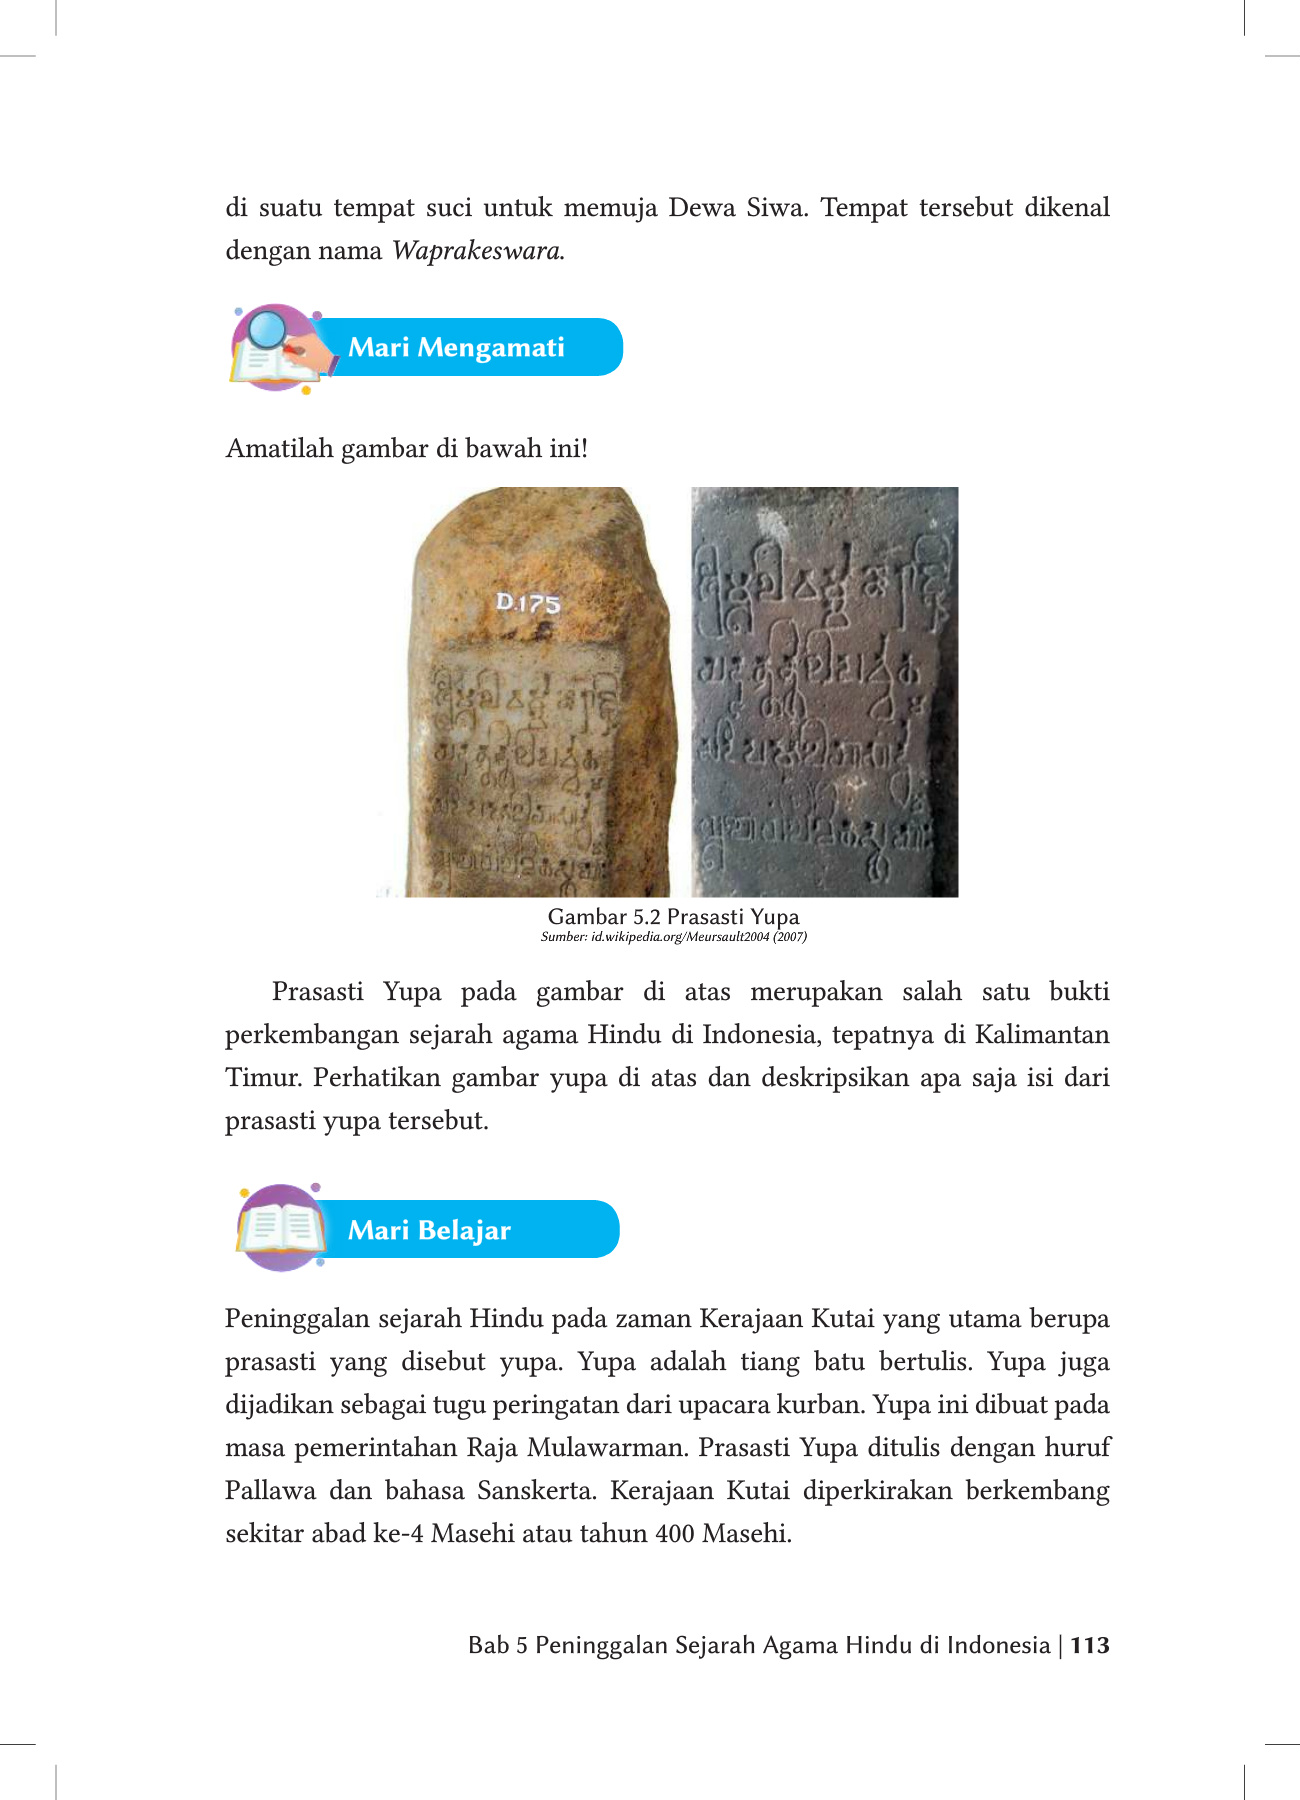 di suatu tempat suci untuk memuja Dewa Siwa. Tempat tersebut dikenal
dengan nama Waprakeswara.
Mari Mengamati
Amatilah gambar di bawah ini!
D.175
Gambar 5.2 Prasasti Yupa
Sumber: id.wikipedia.org/Meursault2004 (2007)
Prasasti Yupa pada gambar di atas merupakan salah satu bukti
perkembangan sejarah agama Hindu di Indonesia, tepatnya di Kalimantan
Timur. Perhatikan gambar yupa di atas dan deskripsikan apa saja isi dari
prasasti yupa tersebut.
Mari Belajar
Peninggalan sejarah Hindu pada zaman Kerajaan Kutai yang utama berupa
prasasti yang disebut yupa. Yupa adalah tiang batu bertulis. Yupa juga
dijadikan sebagai tugu peringatan dari upacara kurban. Yupa ini dibuat pada
masa pemerintahan Raja Mulawarman. Prasasti Yupa ditulis dengan huruf
Pallawa dan bahasa Sanskerta. Kerajaan Kutai diperkirakan berkembang
sekitar abad ke-4 Masehi atau tahun 400 Masehi.
Bab 5 Peninggalan Sejarah Agama Hindu di Indonesia | 113